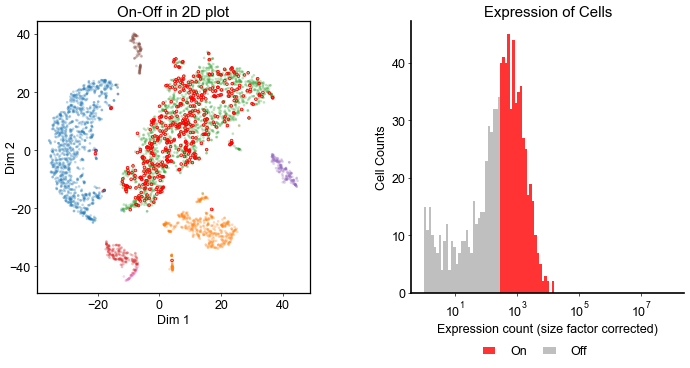 On-Off in 2D plot
40
20
0
−20
−40
Dim 2
−20
0
20
40
Dim 1
Expression of Cells
40
30
20
10
0
Cell Counts
10^1
10^3
10^5
10^7
Expression count (size factor corrected)
On
Off